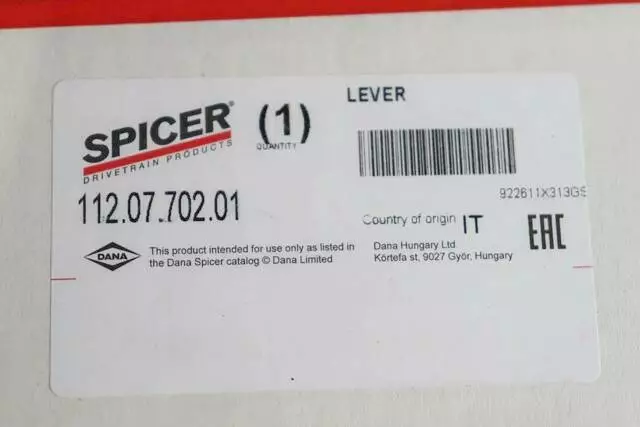 SPICER®
DRIVETRAIN PRODUCTS
(1)
QUANTITY
LEVER
112.07.702.01
922611X313GS
Country of origin IT
EAC
DANA
This product intended for use only as listed in
the Dana Spicer catalog © Dana Limited
Dana Hungary Ltd.
Körtefa st, 9027 Győr, Hungary